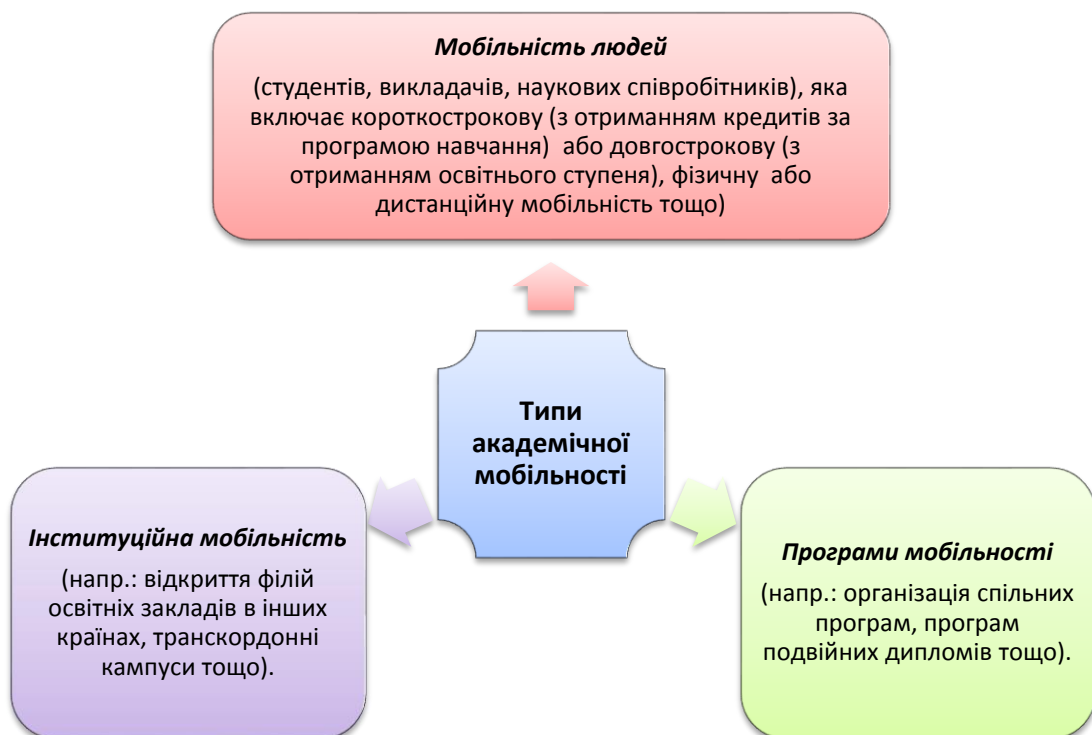 Мобільність людей
(студентів, викладачів, наукових співробітників), яка
включає короткострокову (з отриманням кредитів за
програмою навчання) або довгострокову (з
отриманням освітнього ступеня), фізичну або
дистанційну мобільність тощо)
Типи
академічної
мобільності
Інституційна мобільність
(напр.: відкриття філій
освітніх закладів в інших
країнах, транскордонні
кампуси тощо).
Програми мобільності
(напр.: організація спільних
програм, програм
подвійних дипломів тощо).